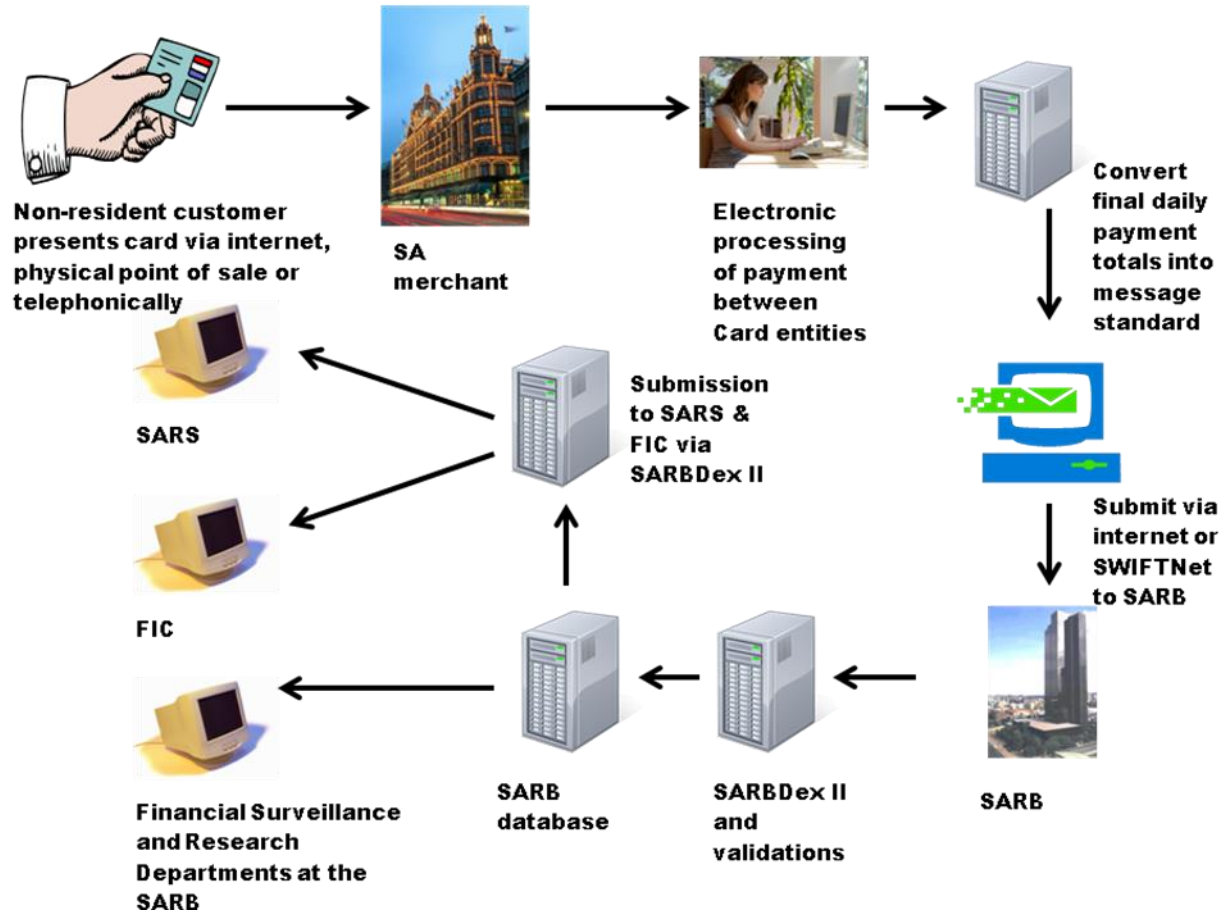 Non-resident customer
presents card via internet,
physical point of sale or
telephonically
SA
merchant
Electronic
processing
of payment
between
Card entities
Convert
final daily
payment
totals into
message
standard
Submit via
internet or
SWIFTNet
to SARB
SARB
SARBDex II
and
validations
SARB
database
Submission
to SARS &
FIC via
SARBDex II
SARS
FIC
Financial Surveillance
and Research
Departments at the
SARB